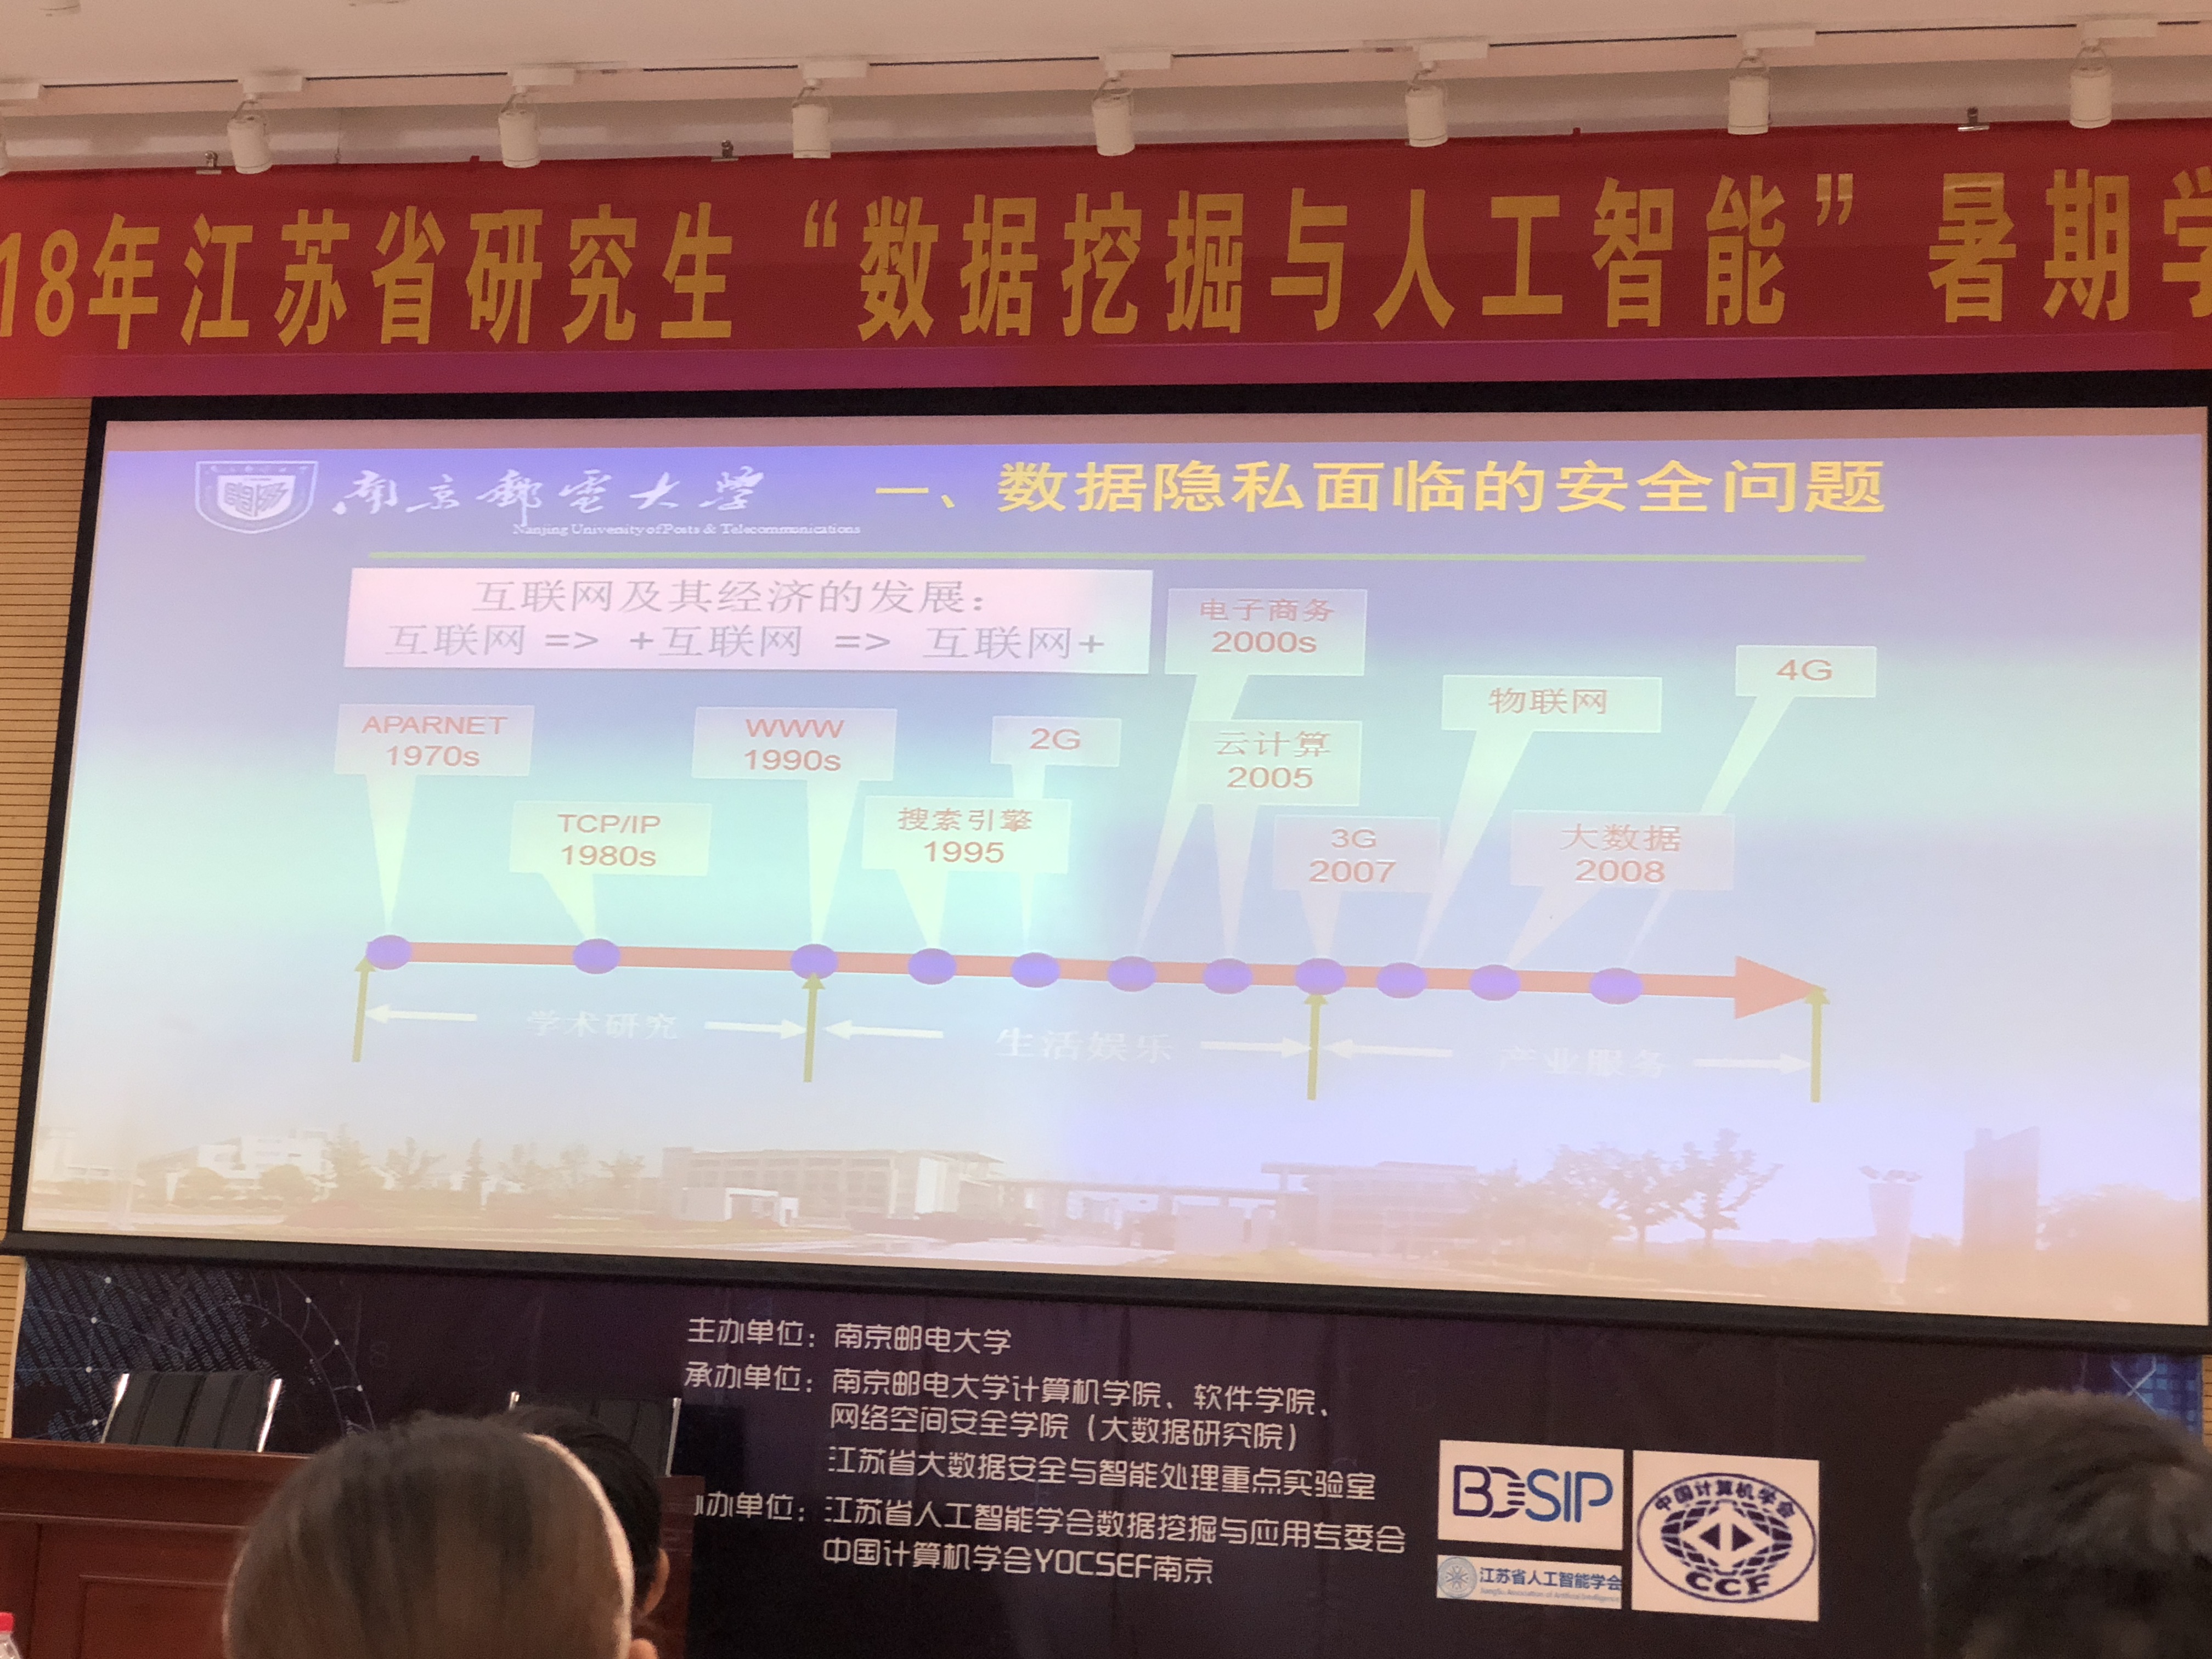 18年江苏省研究生“数据挖掘与人工智能”暑期学
南京邮电大学
Nanjing University of Posts & Telecommunications
一、数据隐私面临的安全问题
互联网及其经济的发展：
互联网 => +互联网 => 互联网+
电子商务
2000s
4G
物联网
APARNET
1970s
WWW
1990s
2G
云计算
2005
TCP/IP
1980s
搜索引擎
1995
3G
2007
大数据
2008
学术研究
生活娱乐
产业服务
主办单位：南京邮电大学
承办单位：南京邮电大学计算机学院、软件学院、
网络空间安全学院（大数据研究院）
江苏省大数据安全与智能处理重点实验室
办单位：江苏省人工智能学会数据挖掘与应用专委会
中国计算机学会YOCSEF南京
BDSIP
江苏省人工智能学会
Jiangsu Association of Artificial Intelligence
中国计算机学会
CCF